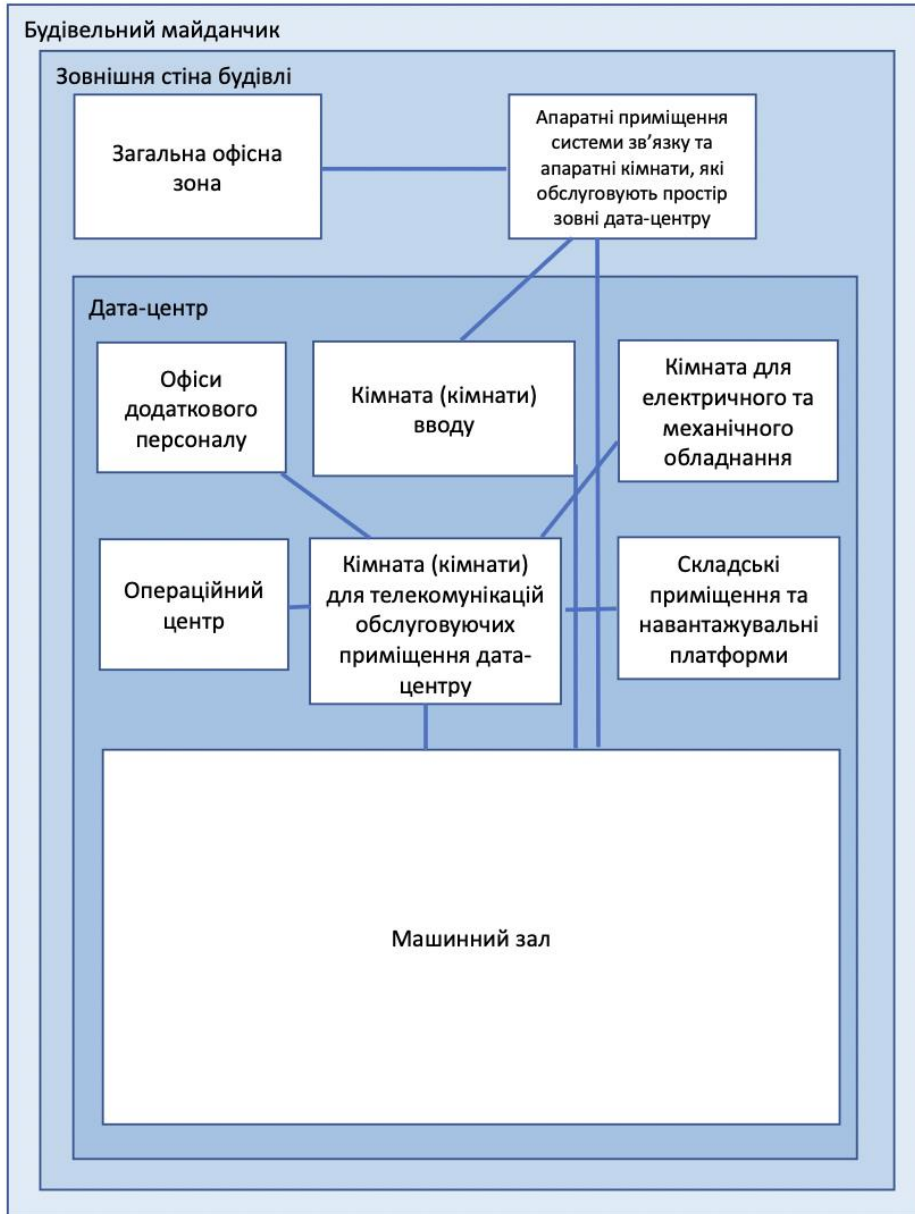 Будівельний майданчик
Зовнішня стіна будівлі
Загальна офісна
зона
Апаратні приміщення
системи зв’язку та
апаратні кімнати, які
обслуговують простір
зовні дата-центру
Дата-центр
Офіси
додаткового
персоналу
Кімната (кімнати)
вводу
Кімната для
електричного та
механічного
обладнання
Операційний
центр
Кімната (кімнати)
для телекомунікацій
обслуговуючих
приміщення дата-
центру
Складські
приміщення та
навантажувальні
платформи
Машинний зал